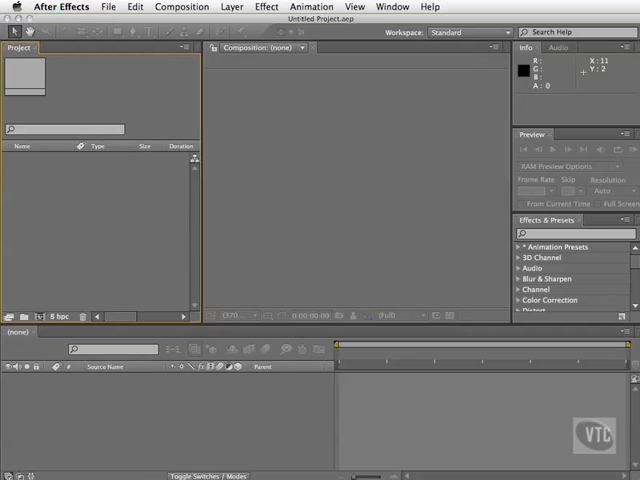 After Effects File Edit Composition Layer Effect Animation View Window Help
Untitled Project.aep
Workspace: Standard Search Help
Project Composition: (none) Info Audio
R: X: 11
G: Y: 2
B:
A: 0
Preview
RAM Preview Options
Frame Rate Skip Resolution
Auto
From Current Time Full Screen
Effects & Presets
* Animation Presets
3D Channel
Audio
Blur & Sharpen
Channel
Color Correction
Distort
Name Type Size Duration
8 bpc
0:00:00:00 (Full)
(none)
# Source Name Parent
Toggle Switches / Modes
VTC